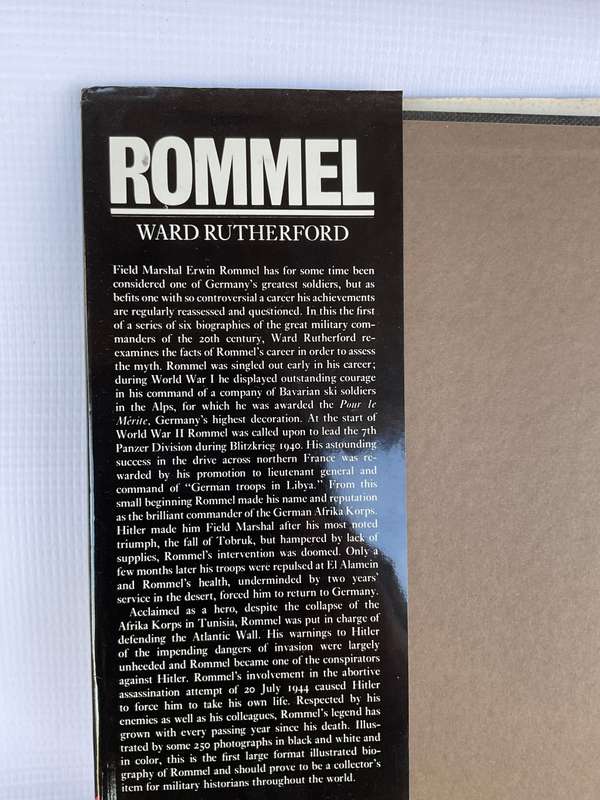 ROMMEL
WARD RUTHERFORD
Field Marshal Erwin Rommel has for some time been
considered one of Germany's greatest soldiers, but as
befits one with so controversial a career his achievements
are regularly reassessed and questioned. In this the first
of a series of six biographies of the great military com-
manders of the 20th century, Ward Rutherford re-
examines the facts of Rommel's career in order to assess
the myth. Rommel was singled out early in his career;
during World War I he displayed outstanding courage
in his command of a company of Bavarian ski soldiers
in the Alps, for which he was awarded the Pour le
Mérite, Germany's highest decoration. At the start of
World War II Rommel was called upon to lead the 7th
Panzer Division during Blitzkrieg 1940. His astounding
success in the drive across northern France was re-
warded by his promotion to lieutenant general and
command of "German troops in Libya." From this
small beginning Rommel made his name and reputation
as the brilliant commander of the German Afrika Korps.
Hitler made him Field Marshal after his most noted
triumph, the fall of Tobruk, but hampered by lack of
supplies, Rommel's intervention was doomed. Only a
few months later his troops were repulsed at El Alamein
and Rommel's health, underminded by two years'
service in the desert, forced him to return to Germany.
Acclaimed as a hero, despite the collapse of the
Afrika Korps in Tunisia, Rommel was put in charge of
defending the Atlantic Wall. His warnings to Hitler
of the impending dangers of invasion were largely
unheeded and Rommel became one of the conspirators
against Hitler. Rommel's involvement in the abortive
assassination attempt of 20 July 1944 caused Hitler
to force him to take his own life. Respected by his
enemies as well as his colleagues, Rommel's legend has
grown with every passing year since his death. Illus-
trated by some 250 photographs in black and white and
in color, this is the first large format illustrated bio-
graphy of Rommel and should prove to be a collector's
item for military historians throughout the world.